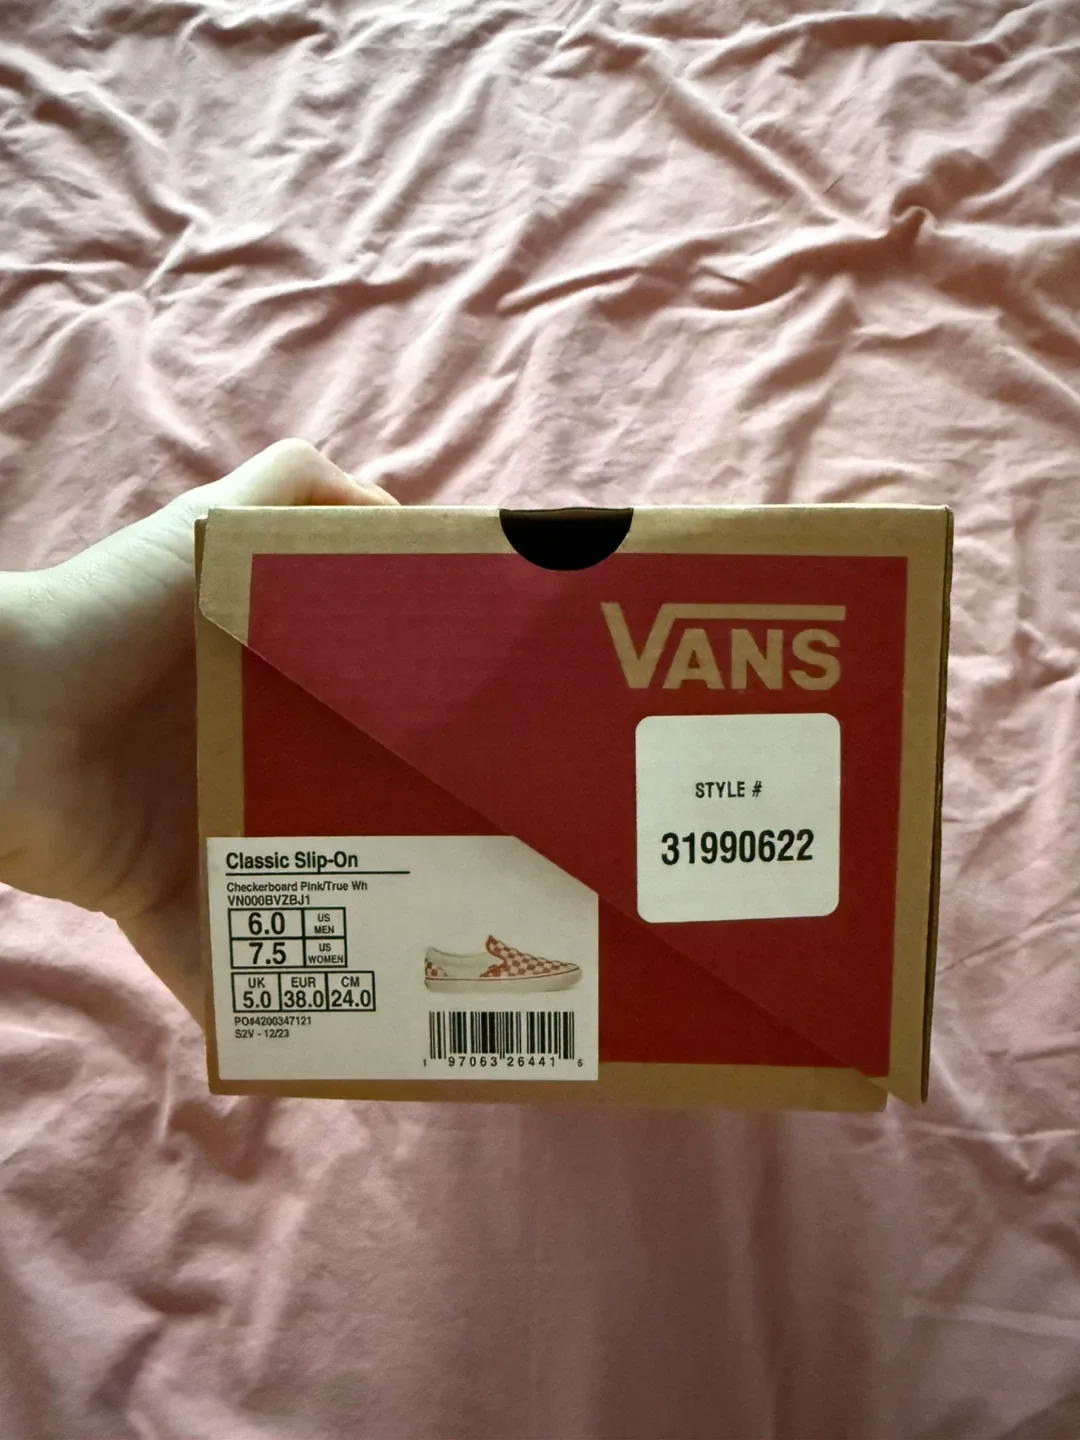 VANS
STYLE #
31990622
Classic Slip-On
Checkerboard Pink/True Wh
VN000BVZBJ1
6.0 US MEN
7.5 US WOMEN
UK EUR CM
5.0 38.0 24.0
PO#4200347121
S2V - 12/23
1 97063 26441 5